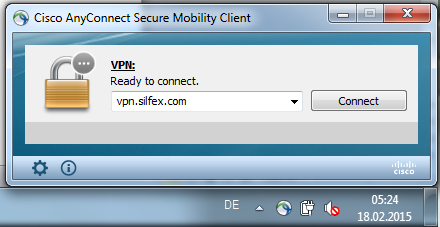 Cisco AnyConnect Secure Mobility Client
VPN:
Ready to connect.
vpn.silfex.com
Connect
cisco
DE
05:24
18.02.2015